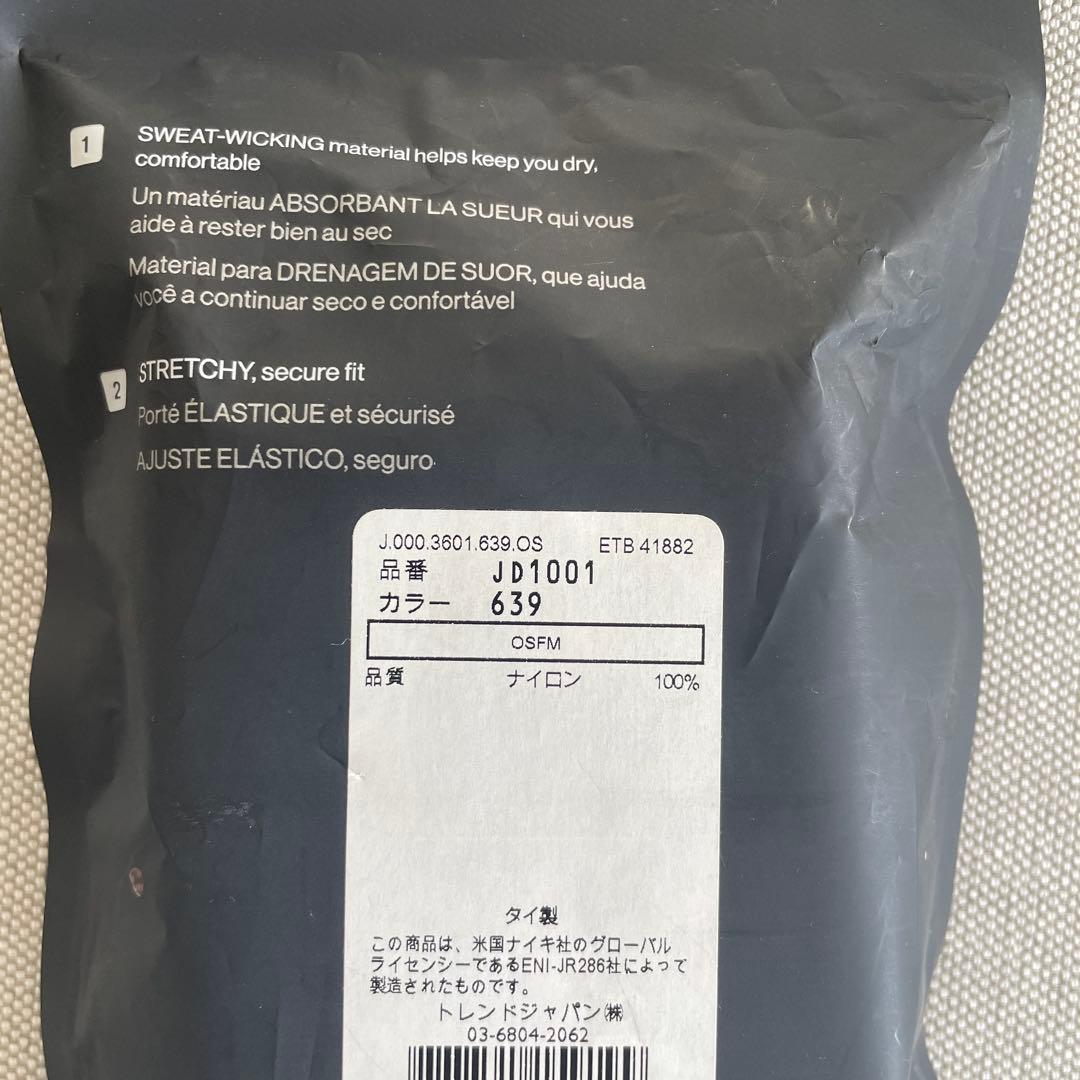 1
SWEAT-WICKING material helps keep you dry,
comfortable
Un matériau ABSORBANT LA SUEUR qui vous
aide à rester bien au sec
Material para DRENAGEM DE SUOR, que ajuda
você a continuar seco e confortável
2
STRETCHY, secure fit
Porté ÉLASTIQUE et sécurisé
AJUSTE ELÁSTICO, seguro
J.000.3601.639.OS ETB 41882
品番 JD1001
カラー 639
OSFM
品質 ナイロン 100%
タイ製
この商品は、米国ナイキ社のグローバル
ライセンシーであるENI-JR286社によって
製造されたものです。
トレンドジャパン㈱
03-6804-2062